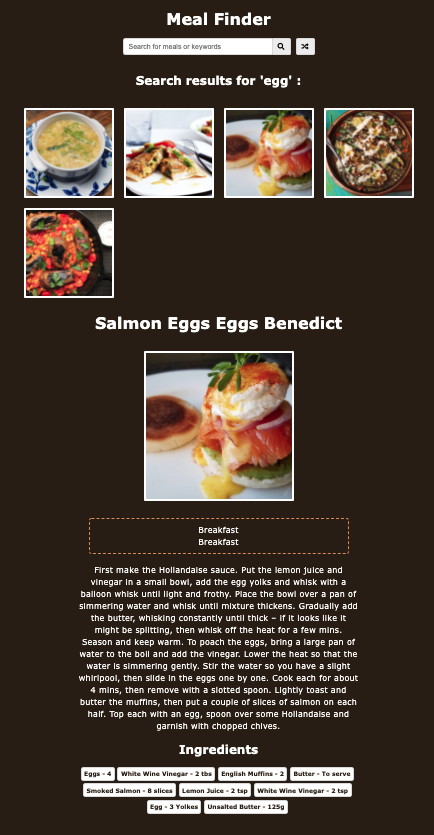 Meal Finder
Search for meals or keywords
Search results for 'egg' :
Salmon Eggs Eggs Benedict
Breakfast
Breakfast
First make the Hollandaise sauce. Put the lemon juice and
vinegar in a small bowl, add the egg yolks and whisk with a
balloon whisk until light and frothy. Place the bowl over a pan of
simmering water and whisk until mixture thickens. Gradually add
the butter, whisking constantly until thick – if it looks like it
might be splitting, then whisk off the heat for a few mins.
Season and keep warm. To poach the eggs, bring a large pan of
water to the boil and add the vinegar. Lower the heat so that the
water is simmering gently. Stir the water so you have a slight
whirlpool, then slide in the eggs one by one. Cook each for about
4 mins, then remove with a slotted spoon. Lightly toast and
butter the muffins, then put a couple of slices of salmon on each
half. Top each with an egg, spoon over some Hollandaise and
garnish with chopped chives.
Ingredients
Eggs - 4 White Wine Vinegar - 2 tbs English Muffins - 2 Butter - To serve
Smoked Salmon - 8 slices Lemon Juice - 2 tsp White Wine Vinegar - 2 tsp
Egg - 3 Yolkes Unsalted Butter - 125g